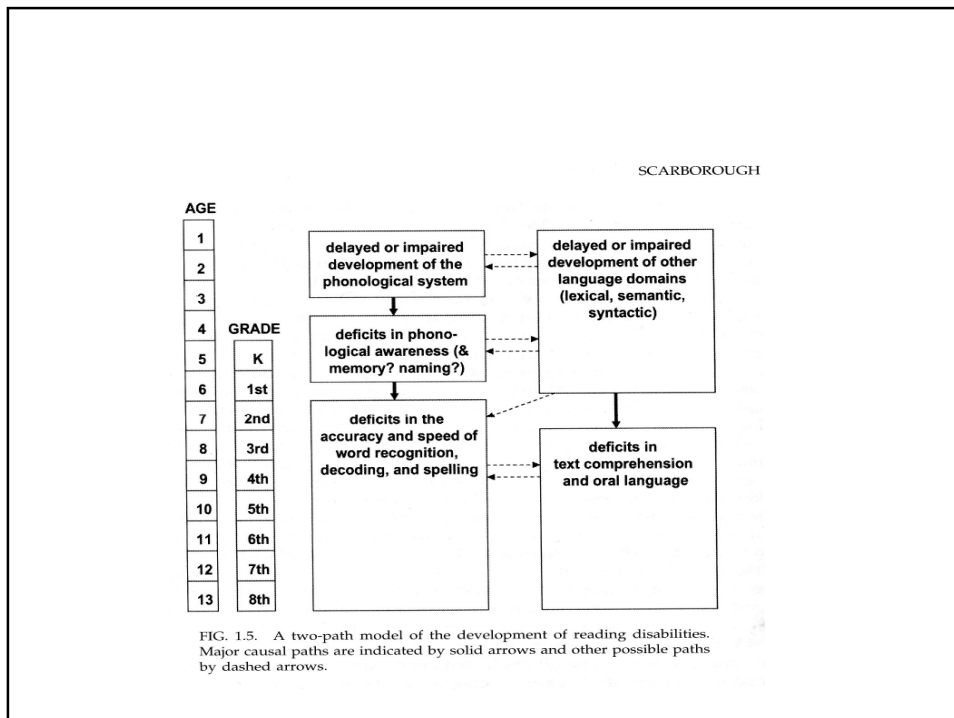 SCARBOROUGH
AGE
1
2
3
4
5
6
7
8
9
10
11
12
13
GRADE
K
1st
2nd
3rd
4th
5th
6th
7th
8th
delayed or impaired
development of the
phonological system
deficits in phono-
logical awareness (&
memory? naming?)
deficits in the
accuracy and speed of
word recognition,
decoding, and spelling
delayed or impaired
development of other
language domains
(lexical, semantic,
syntactic)
deficits in
text comprehension
and oral language
FIG. 1.5. A two-path model of the development of reading disabilities.
Major causal paths are indicated by solid arrows and other possible paths
by dashed arrows.